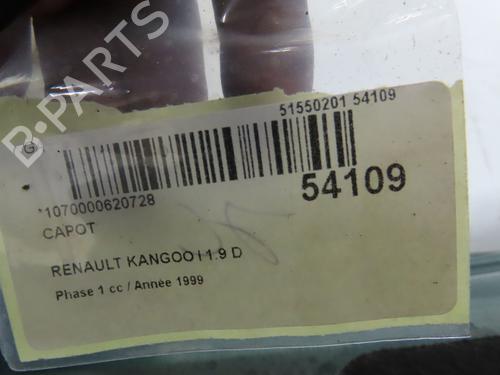 51550201 54109
G
*1070000620728
54109
CAPOT
RENAULT KANGOO I 1.9 D
Phase 1 cc / Année 1999
B-PARTS